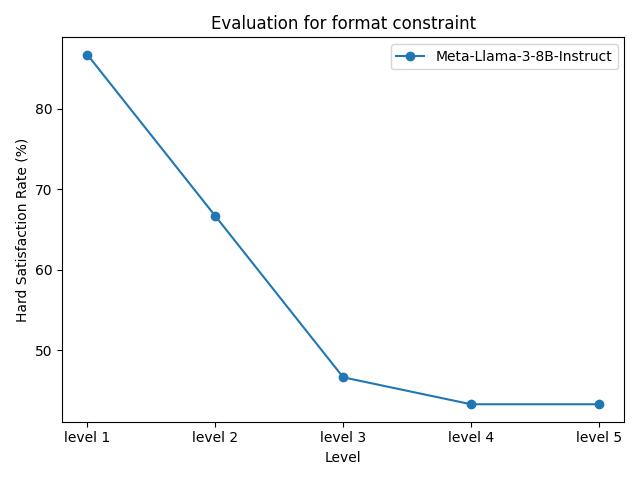 Evaluation for format constraint
Meta-Llama-3-8B-Instruct
Hard Satisfaction Rate (%)
80
70
60
50
level 1
level 2
level 3
level 4
level 5
Level